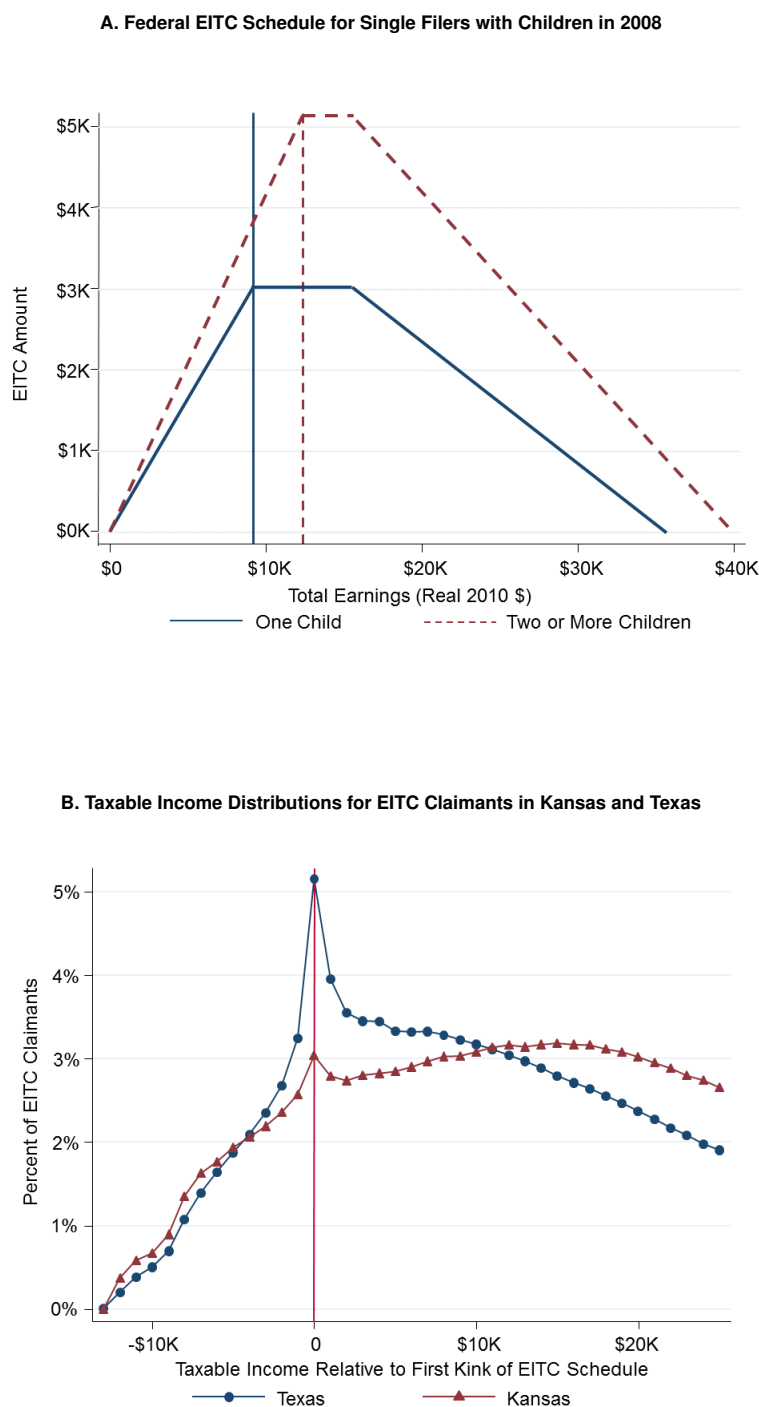 A. Federal EITC Schedule for Single Filers with Children in 2008
$5K
$4K
$3K
$2K
$1K
$0K
EITC Amount
$0 $10K $20K $30K $40K
Total Earnings (Real 2010 $)
One Child Two or More Children
B. Taxable Income Distributions for EITC Claimants in Kansas and Texas
5%
4%
3%
2%
1%
0%
Percent of EITC Claimants
-$10K 0 $10K $20K
Taxable Income Relative to First Kink of EITC Schedule
Texas Kansas